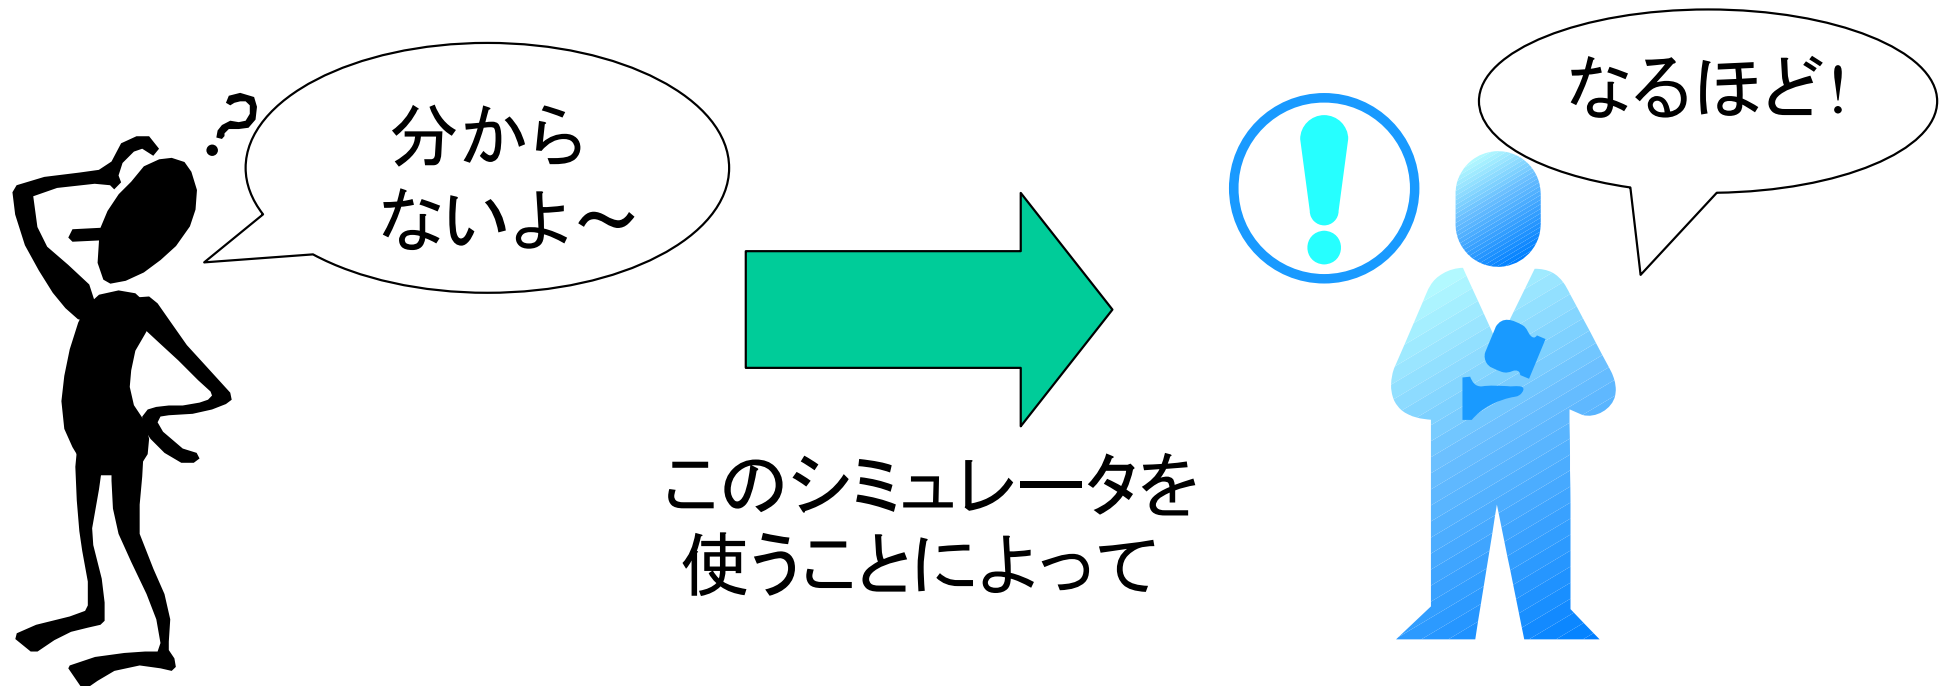 分から
ないよ～
なるほど!
このシミュレータを
使うことによって